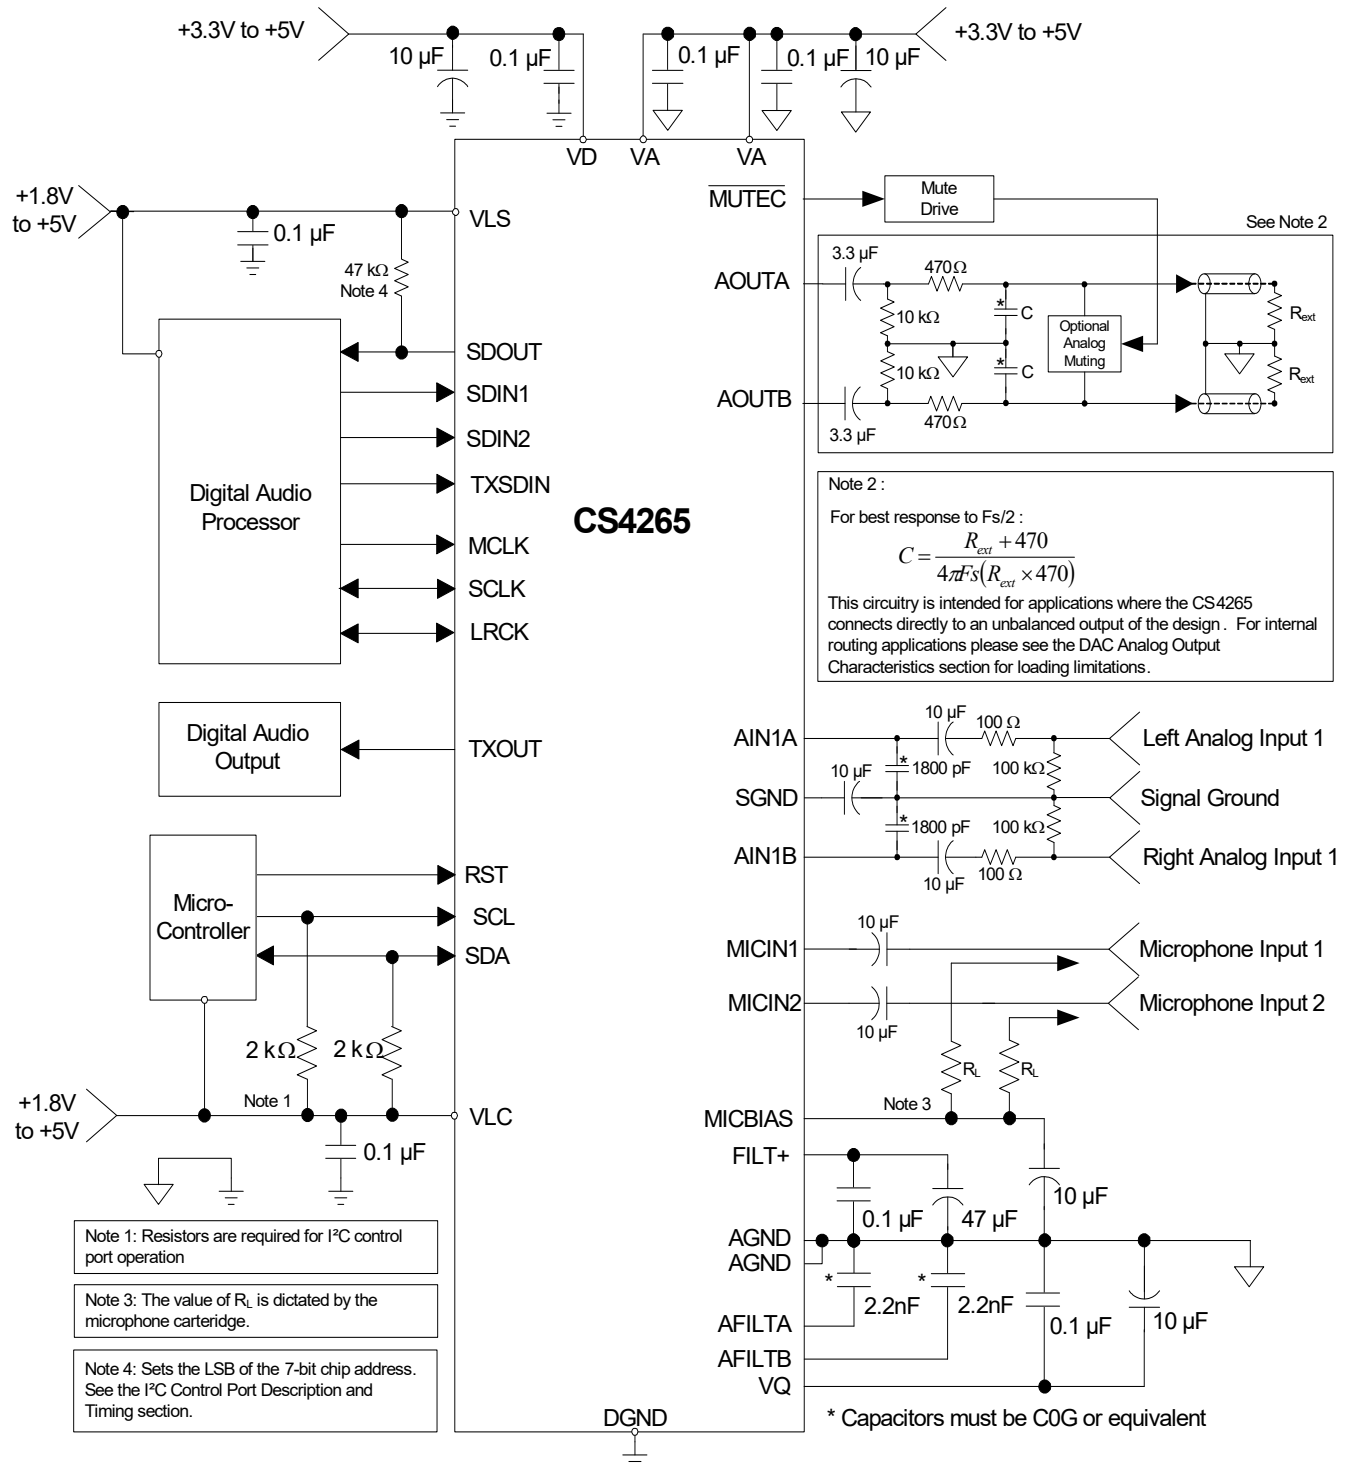 +3.3V to +5V
10 µF
0.1 µF
0.1 µF
0.1 µF
10 µF
+3.3V to +5V
VD
VA
VA
+1.8V
to +5V
0.1 µF
VLS
47 kΩ
Note 4
MUTEC
Mute
Drive
See Note 2
AOUTA
3.3 µF
470Ω
10 kΩ
C
10 kΩ
C
Optional
Analog
Muting
Rext
Rext
AOUTB
3.3 µF
470Ω
Digital Audio
Processor
SDOUT
SDIN1
SDIN2
TXSDIN
MCLK
SCLK
LRCK
CS4265
Note 2 :
For best response to Fs/2 :
C = (Rext + 470) / (4πFs(Rext × 470))
This circuitry is intended for applications where the CS4265
connects directly to an unbalanced output of the design . For internal
routing applications please see the DAC Analog Output
Characteristics section for loading limitations.
Digital Audio
Output
TXOUT
AIN1A
10 µF
100 Ω
Left Analog Input 1
* 1800 pF
100 kΩ
SGND
10 µF
Signal Ground
* 1800 pF
100 kΩ
AIN1B
10 µF
100 Ω
Right Analog Input 1
Micro-
Controller
RST
SCL
SDA
2 kΩ
2 kΩ
MICIN1
10 µF
Microphone Input 1
MICIN2
10 µF
Microphone Input 2
RL
RL
+1.8V
to +5V
Note 1
VLC
0.1 µF
MICBIAS
Note 3
FILT+
0.1 µF
47 µF
10 µF
AGND
AGND
* 2.2nF
* 2.2nF
0.1 µF
10 µF
AFILTA
AFILTB
VQ
Note 1: Resistors are required for I²C control
port operation
Note 3: The value of RL is dictated by the
microphone carteridge.
Note 4: Sets the LSB of the 7-bit chip address.
See the I²C Control Port Description and
Timing section.
DGND
* Capacitors must be C0G or equivalent